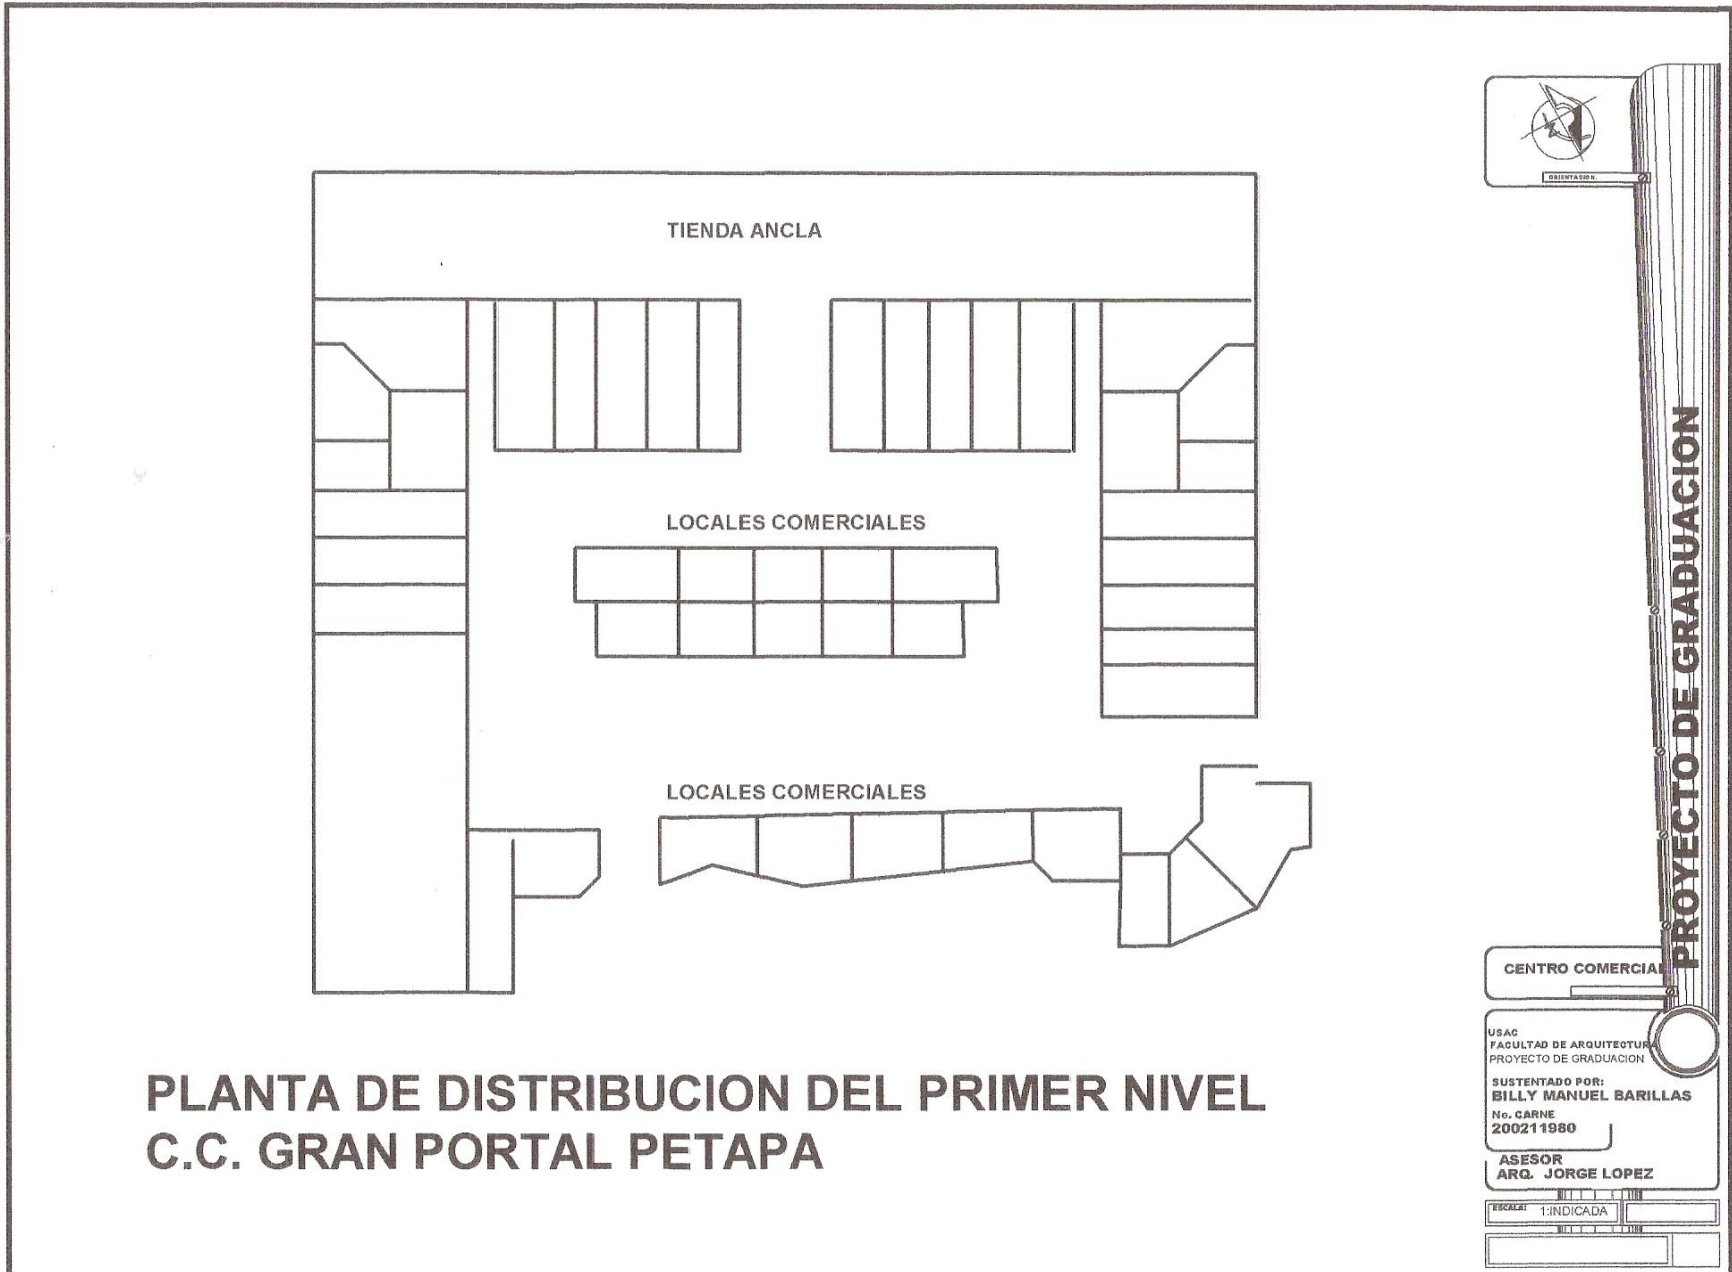 ORIENTACION.
TIENDA ANCLA
LOCALES COMERCIALES
LOCALES COMERCIALES
PROYECTO DE GRADUACION
CENTRO COMERCIAL
USAC
FACULTAD DE ARQUITECTURA
PROYECTO DE GRADUACION
SUSTENTADO POR:
BILLY MANUEL BARILLAS
No. CARNE
200211980
ASESOR
ARQ. JORGE LOPEZ
ESCALA: 1:INDICADA
PLANTA DE DISTRIBUCION DEL PRIMER NIVEL
C.C. GRAN PORTAL PETAPA